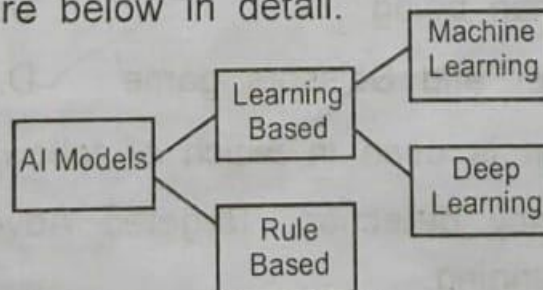 re below in detail.
Machine
Learning
Learning
Based
AI Models
Deep
Learning
Rule
Based